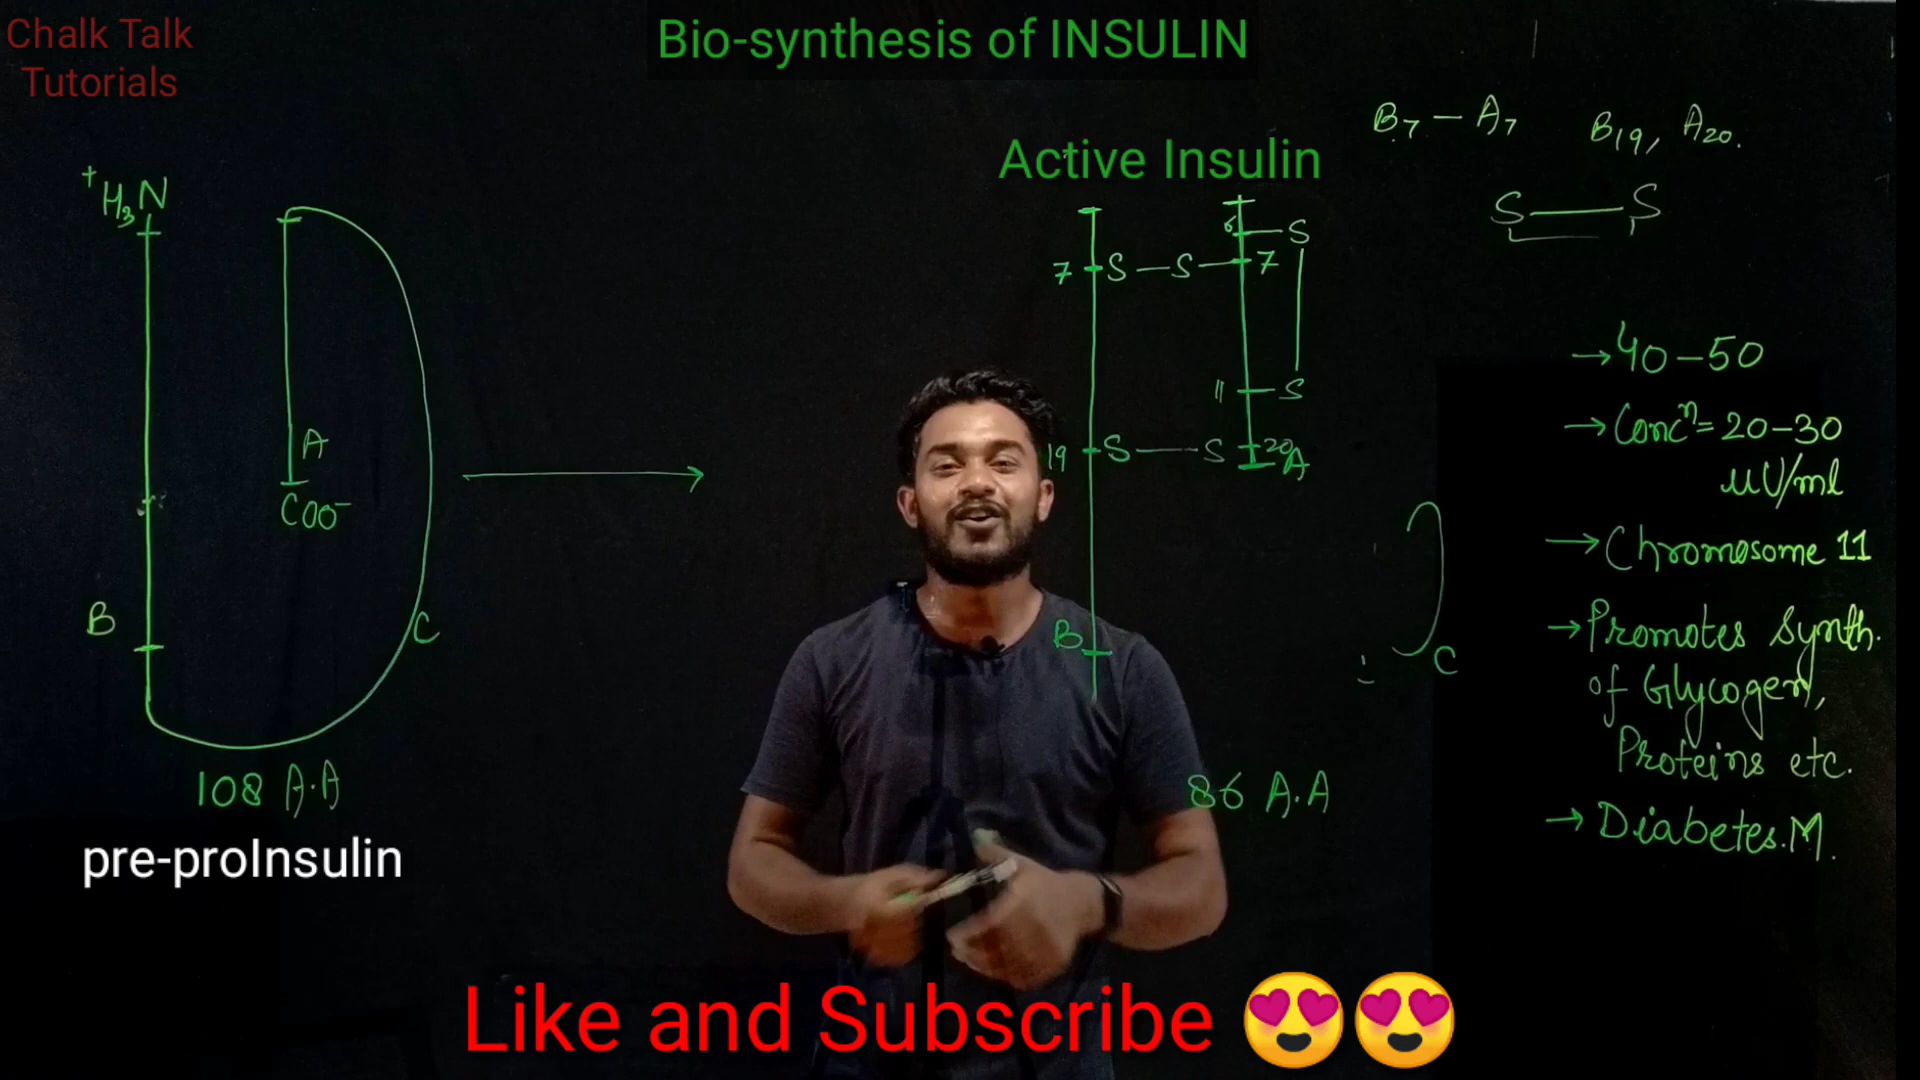 Chalk Talk
Tutorials
Bio-synthesis of INSULIN
B7 – A7 B19, A20.
Active Insulin
S — S
+H3N
6 S
7 S – S 7
11 S
19 S — S 20 A
A
COO-
B
C
B
C
108 A.A
86 A.A
pre-proInsulin
→ 40 – 50
→ Concn = 20 – 30
μU/ml
→ Chromosome 11
→ Promotes Synth.
of Glycogen,
Proteins etc.
→ Diabetes.M.
Like and Subscribe 😍😍